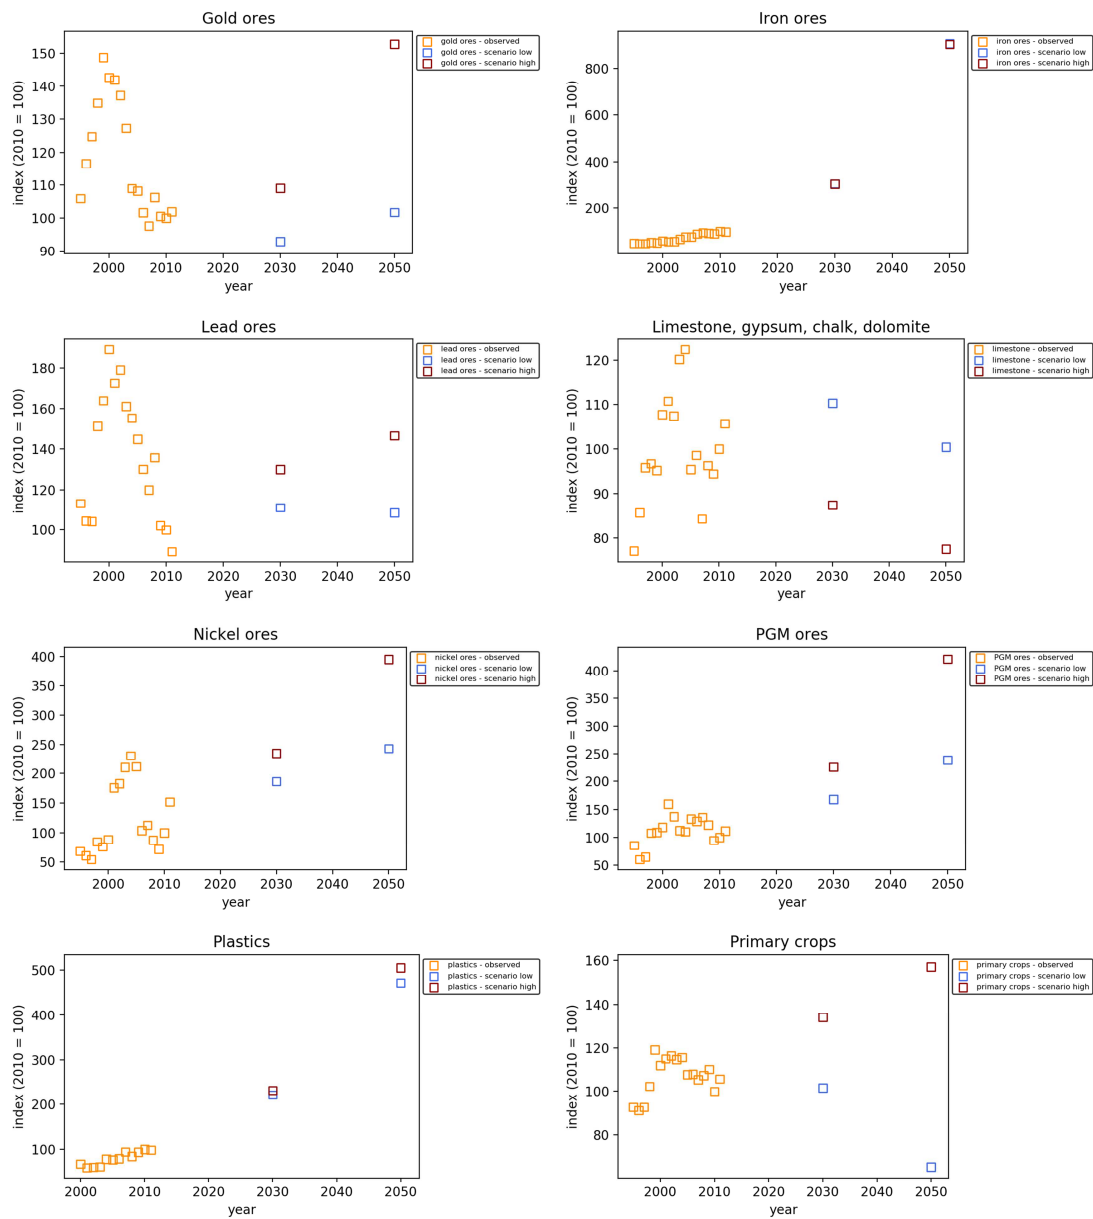 Gold ores
150
140
130
120
110
100
90
index (2010 = 100)
2000 2010 2020 2030 2040 2050
year
gold ores - observed
gold ores - scenario low
gold ores - scenario high
Iron ores
800
600
400
200
index (2010 = 100)
2000 2010 2020 2030 2040 2050
year
iron ores - observed
iron ores - scenario low
iron ores - scenario high
Lead ores
180
160
140
120
100
index (2010 = 100)
2000 2010 2020 2030 2040 2050
year
lead ores - observed
lead ores - scenario low
lead ores - scenario high
Limestone, gypsum, chalk, dolomite
120
110
100
90
80
index (2010 = 100)
2000 2010 2020 2030 2040 2050
year
limestone - observed
limestone - scenario low
limestone - scenario high
Nickel ores
400
350
300
250
200
150
100
50
index (2010 = 100)
2000 2010 2020 2030 2040 2050
year
nickel ores - observed
nickel ores - scenario low
nickel ores - scenario high
PGM ores
400
350
300
250
200
150
100
50
index (2010 = 100)
2000 2010 2020 2030 2040 2050
year
PGM ores - observed
PGM ores - scenario low
PGM ores - scenario high
Plastics
500
400
300
200
100
index (2010 = 100)
2000 2010 2020 2030 2040 2050
year
plastics - observed
plastics - scenario low
plastics - scenario high
Primary crops
160
140
120
100
80
index (2010 = 100)
2000 2010 2020 2030 2040 2050
year
primary crops - observed
primary crops - scenario low
primary crops - scenario high